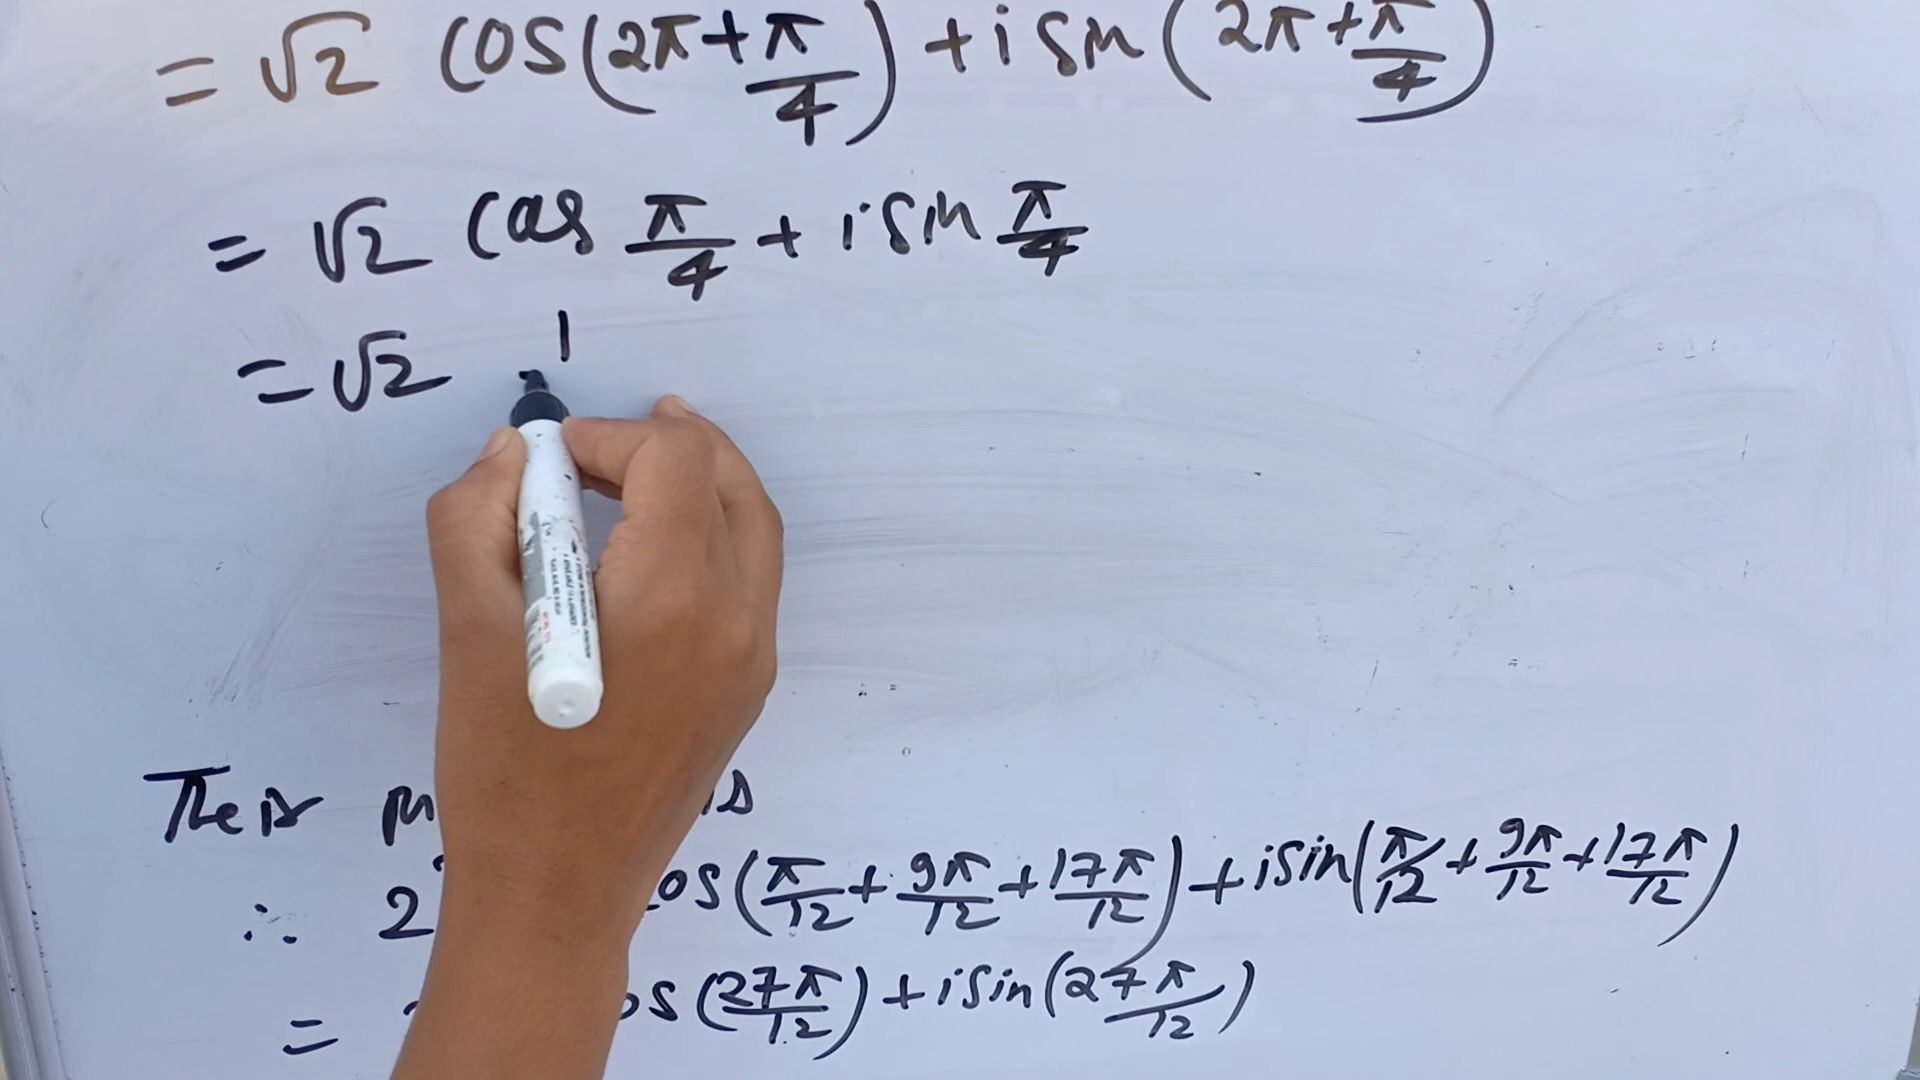 = √2 cos(2π+π/4) + i sin(2π+π/4)
= √2 cos π/4 + i sin π/4
= √2 1
Their
∴ 2 os(π/12 + 9π/12 + 17π/12) + i sin(π/12 + 9π/12 + 17π/12)
= os(27π/12) + i sin(27π/12)